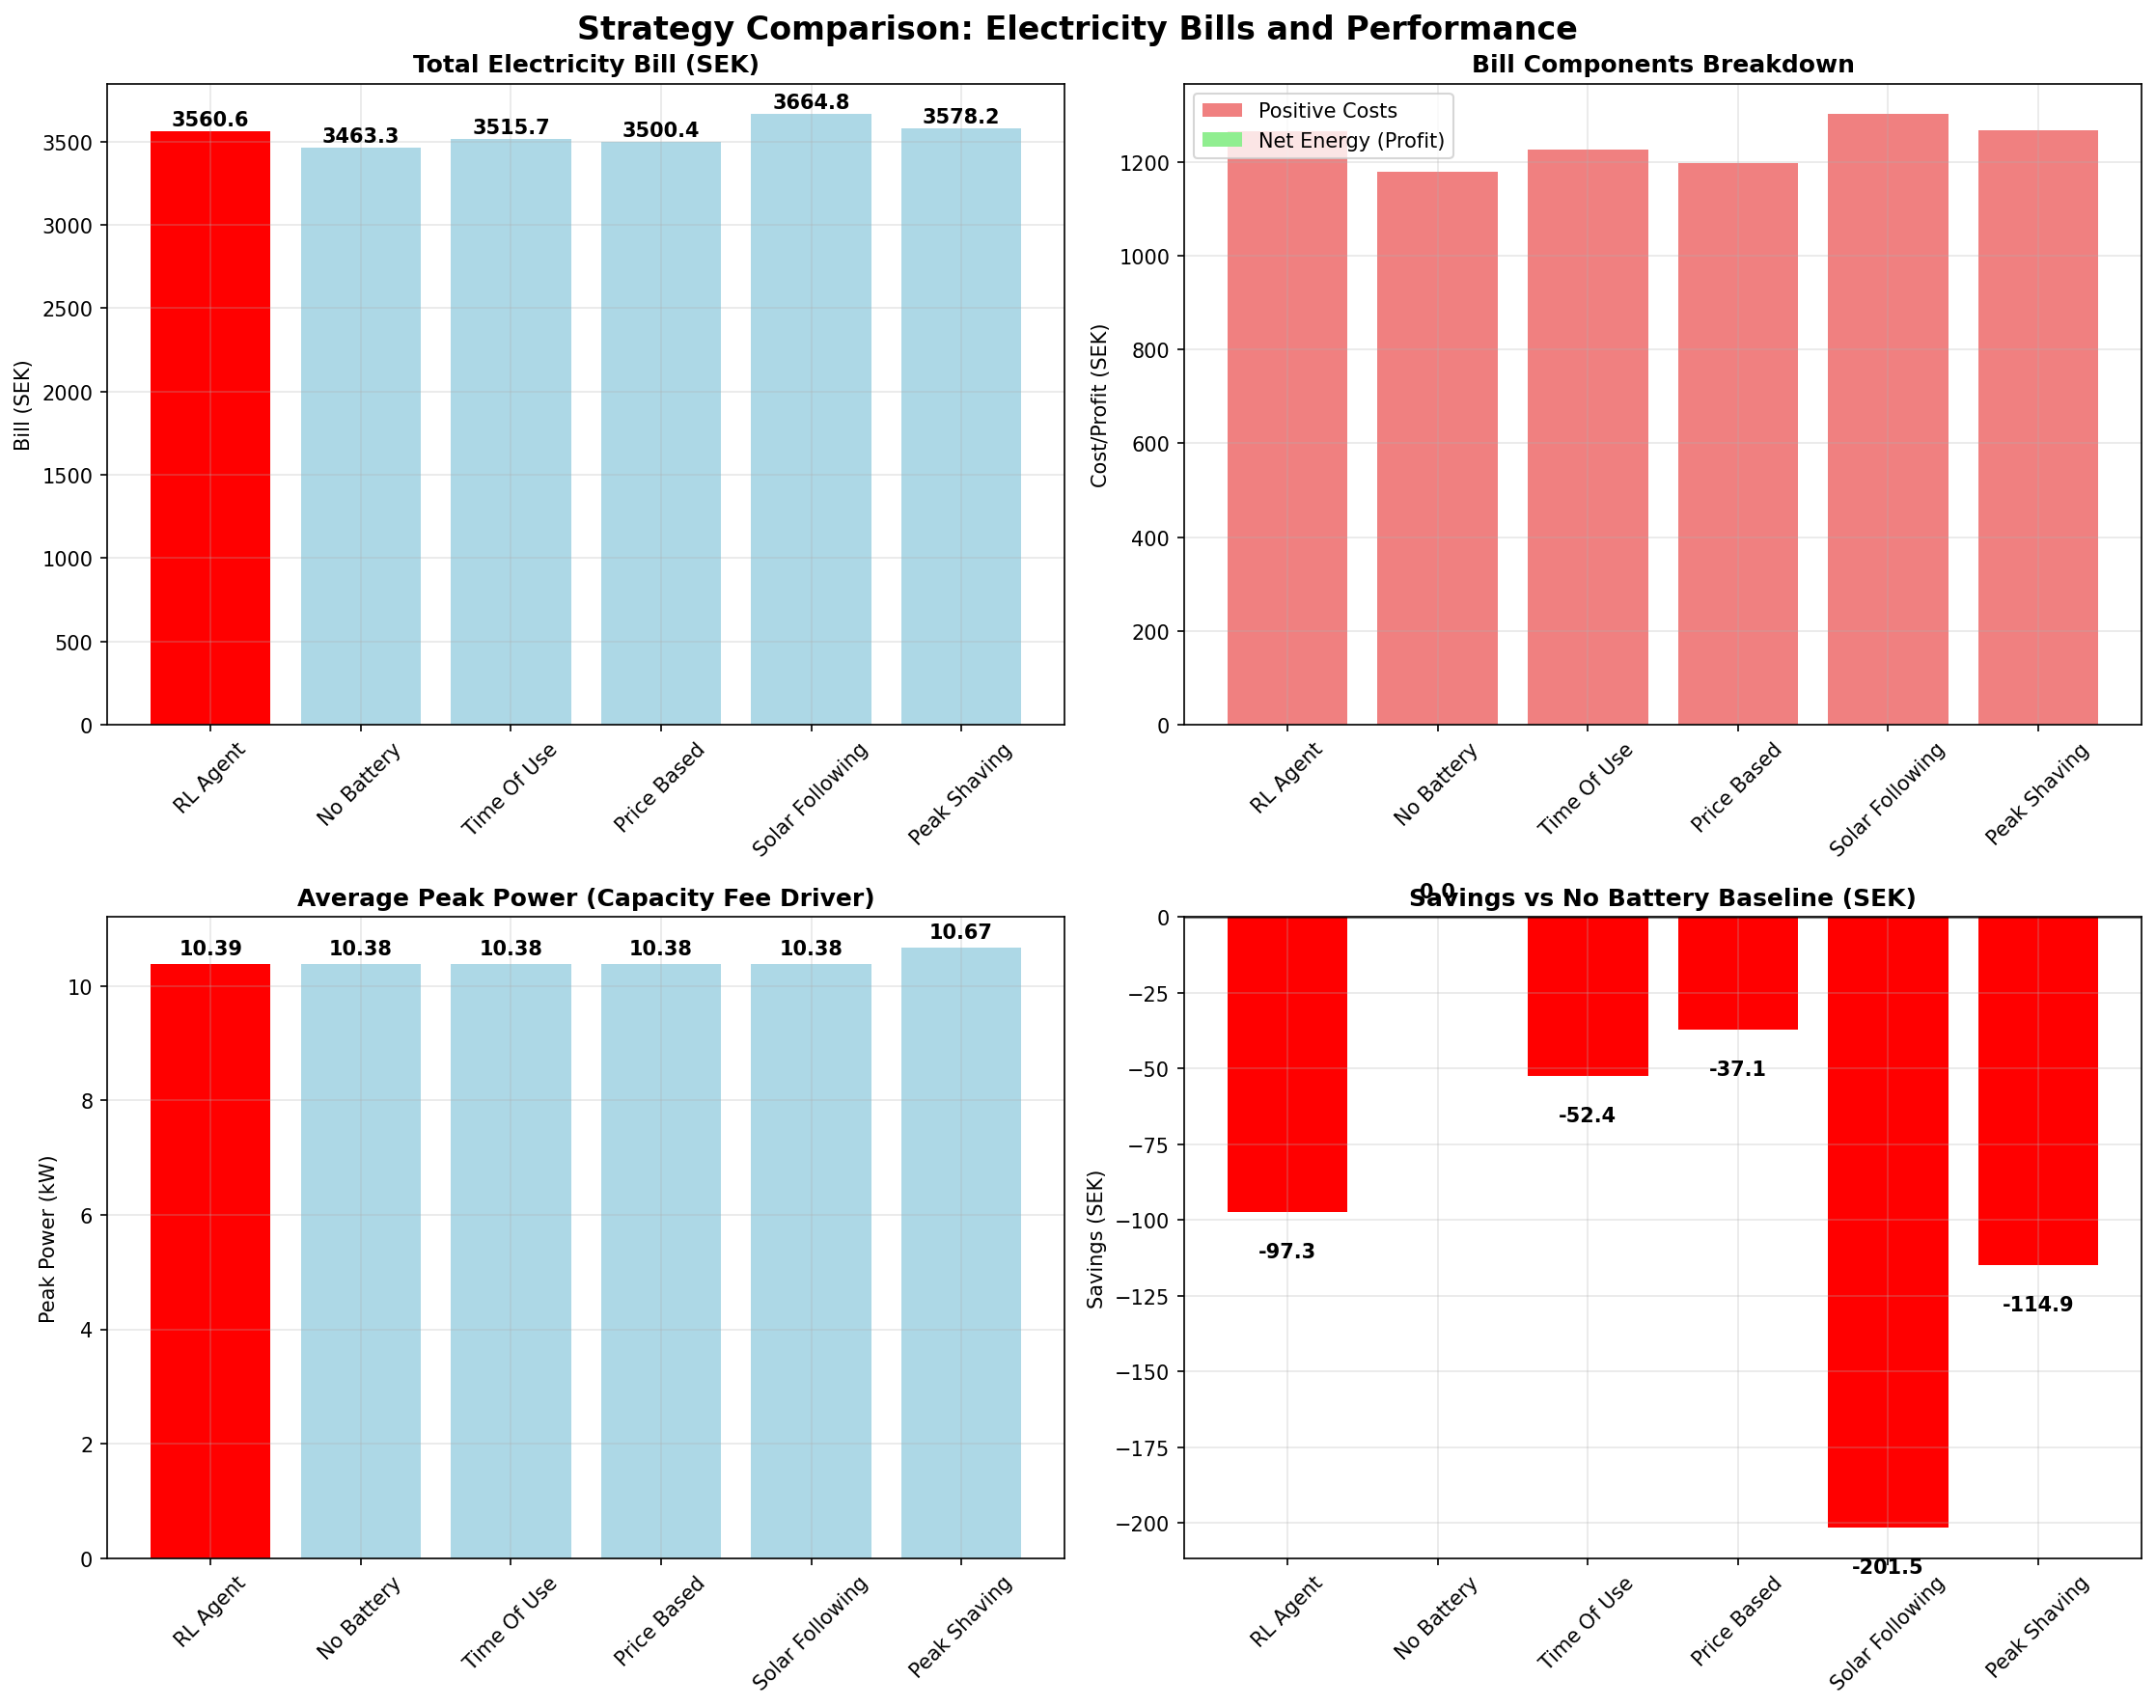 Strategy Comparison: Electricity Bills and Performance
Total Electricity Bill (SEK)
Bill (SEK)
3500
3000
2500
2000
1500
1000
500
0
3560.6
3463.3
3515.7
3500.4
3664.8
3578.2
RL Agent
No Battery
Time Of Use
Price Based
Solar Following
Peak Shaving
Bill Components Breakdown
Positive Costs
Net Energy (Profit)
Cost/Profit (SEK)
1200
1000
800
600
400
200
0
RL Agent
No Battery
Time Of Use
Price Based
Solar Following
Peak Shaving
Average Peak Power (Capacity Fee Driver)
Peak Power (kW)
10
8
6
4
2
0
10.39
10.38
10.38
10.38
10.38
10.67
RL Agent
No Battery
Time Of Use
Price Based
Solar Following
Peak Shaving
Savings vs No Battery Baseline (SEK)
Savings (SEK)
0
−25
−50
−75
−100
−125
−150
−175
−200
-97.3
0.0
-52.4
-37.1
-201.5
-114.9
RL Agent
No Battery
Time Of Use
Price Based
Solar Following
Peak Shaving